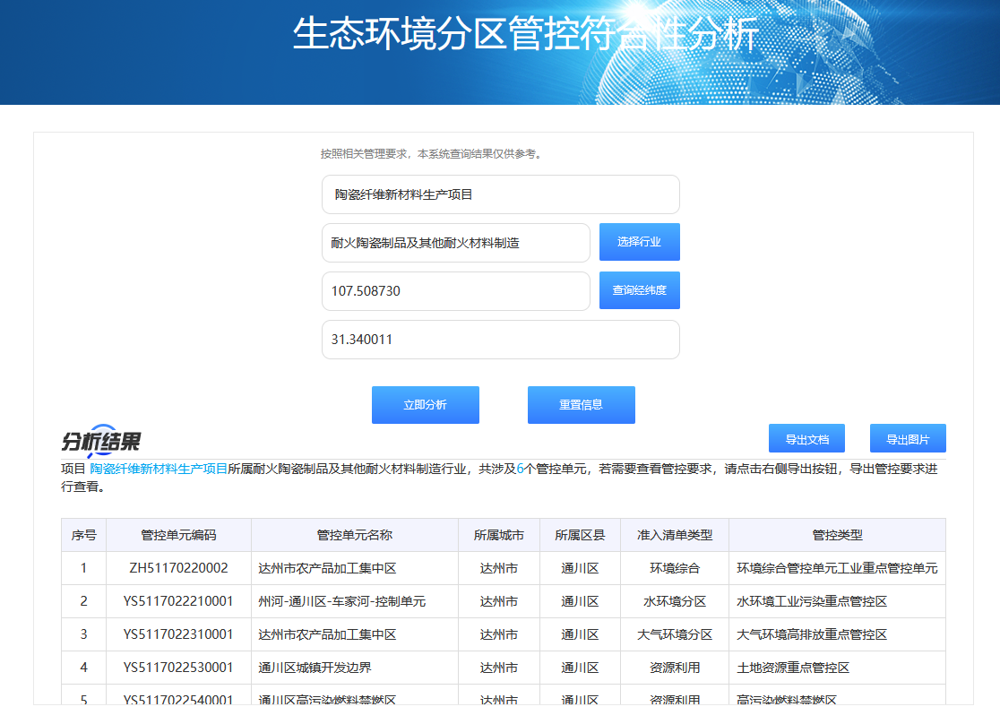 生态环境分区管控符合性分析
按照相关管理要求，本系统查询结果仅供参考。
陶瓷纤维新材料生产项目
耐火陶瓷制品及其他耐火材料制造 选择行业
107.508730 查询经纬度
31.340011
立即分析 重置信息
分析结果 导出文档 导出图片
项目 陶瓷纤维新材料生产项目所属耐火陶瓷制品及其他耐火材料制造行业，共涉及6个管控单元，若需要查看管控要求，请点击右侧导出按钮，导出管控要求进
行查看。
序号 管控单元编码 管控单元名称 所属城市 所属区县 准入清单类型 管控类型
1 ZH51170220002 达州市农产品加工集中区 达州市 通川区 环境综合 环境综合管控单元工业重点管控单元
2 YS5117022210001 州河-通川区-车家河-控制单元 达州市 通川区 水环境分区 水环境工业污染重点管控区
3 YS5117022310001 达州市农产品加工集中区 达州市 通川区 大气环境分区 大气环境高排放重点管控区
4 YS5117022530001 通川区城镇开发边界 达州市 通川区 资源利用 土地资源重点管控区
5 YS5117022540001 通川区高污染燃料禁燃区 达州市 通川区 资源利用 高污染燃料禁燃区